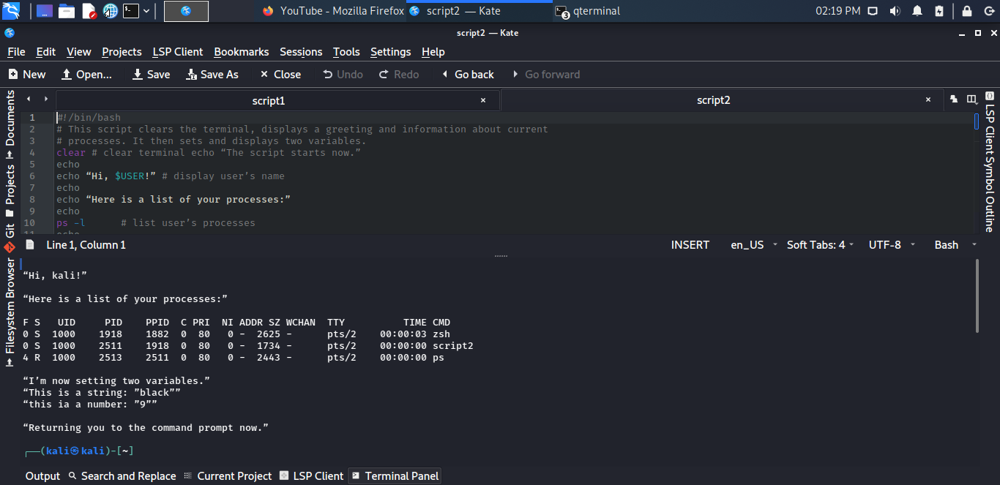 YouTube - Mozilla Firefox script2 — Kate 3 qterminal 02:19 PM
script2 — Kate
File Edit View Projects LSP Client Bookmarks Sessions Tools Settings Help
New Open... Save Save As Close Undo Redo Go back Go forward
script1 script2
Documents
Projects
Git
Filesystem Browser
LSP Client Symbol Outline
1 #!/bin/bash
2 # This script clears the terminal, displays a greeting and information about current
3 # processes. It then sets and displays two variables.
4 clear # clear terminal echo “The script starts now.”
5 echo
6 echo “Hi, $USER!” # display user’s name
7 echo
8 echo “Here is a list of your processes:”
9 echo
10 ps -l # list user’s processes
11 echo
Line 1, Column 1 INSERT en_US Soft Tabs: 4 UTF-8 Bash
“Hi, kali!”
“Here is a list of your processes:”
F S UID PID PPID C PRI NI ADDR SZ WCHAN TTY TIME CMD
0 S 1000 1918 1882 0 80 0 - 2625 - pts/2 00:00:03 zsh
0 S 1000 2511 1918 0 80 0 - 1734 - pts/2 00:00:00 script2
4 R 1000 2513 2511 0 80 0 - 2443 - pts/2 00:00:00 ps
“I’m now setting two variables.”
“This is a string: ”black””
“this ia a number: ”9””
“Returning you to the command prompt now.”
┌──(kali㉿kali)-[~]
Output Search and Replace Current Project LSP Client Terminal Panel